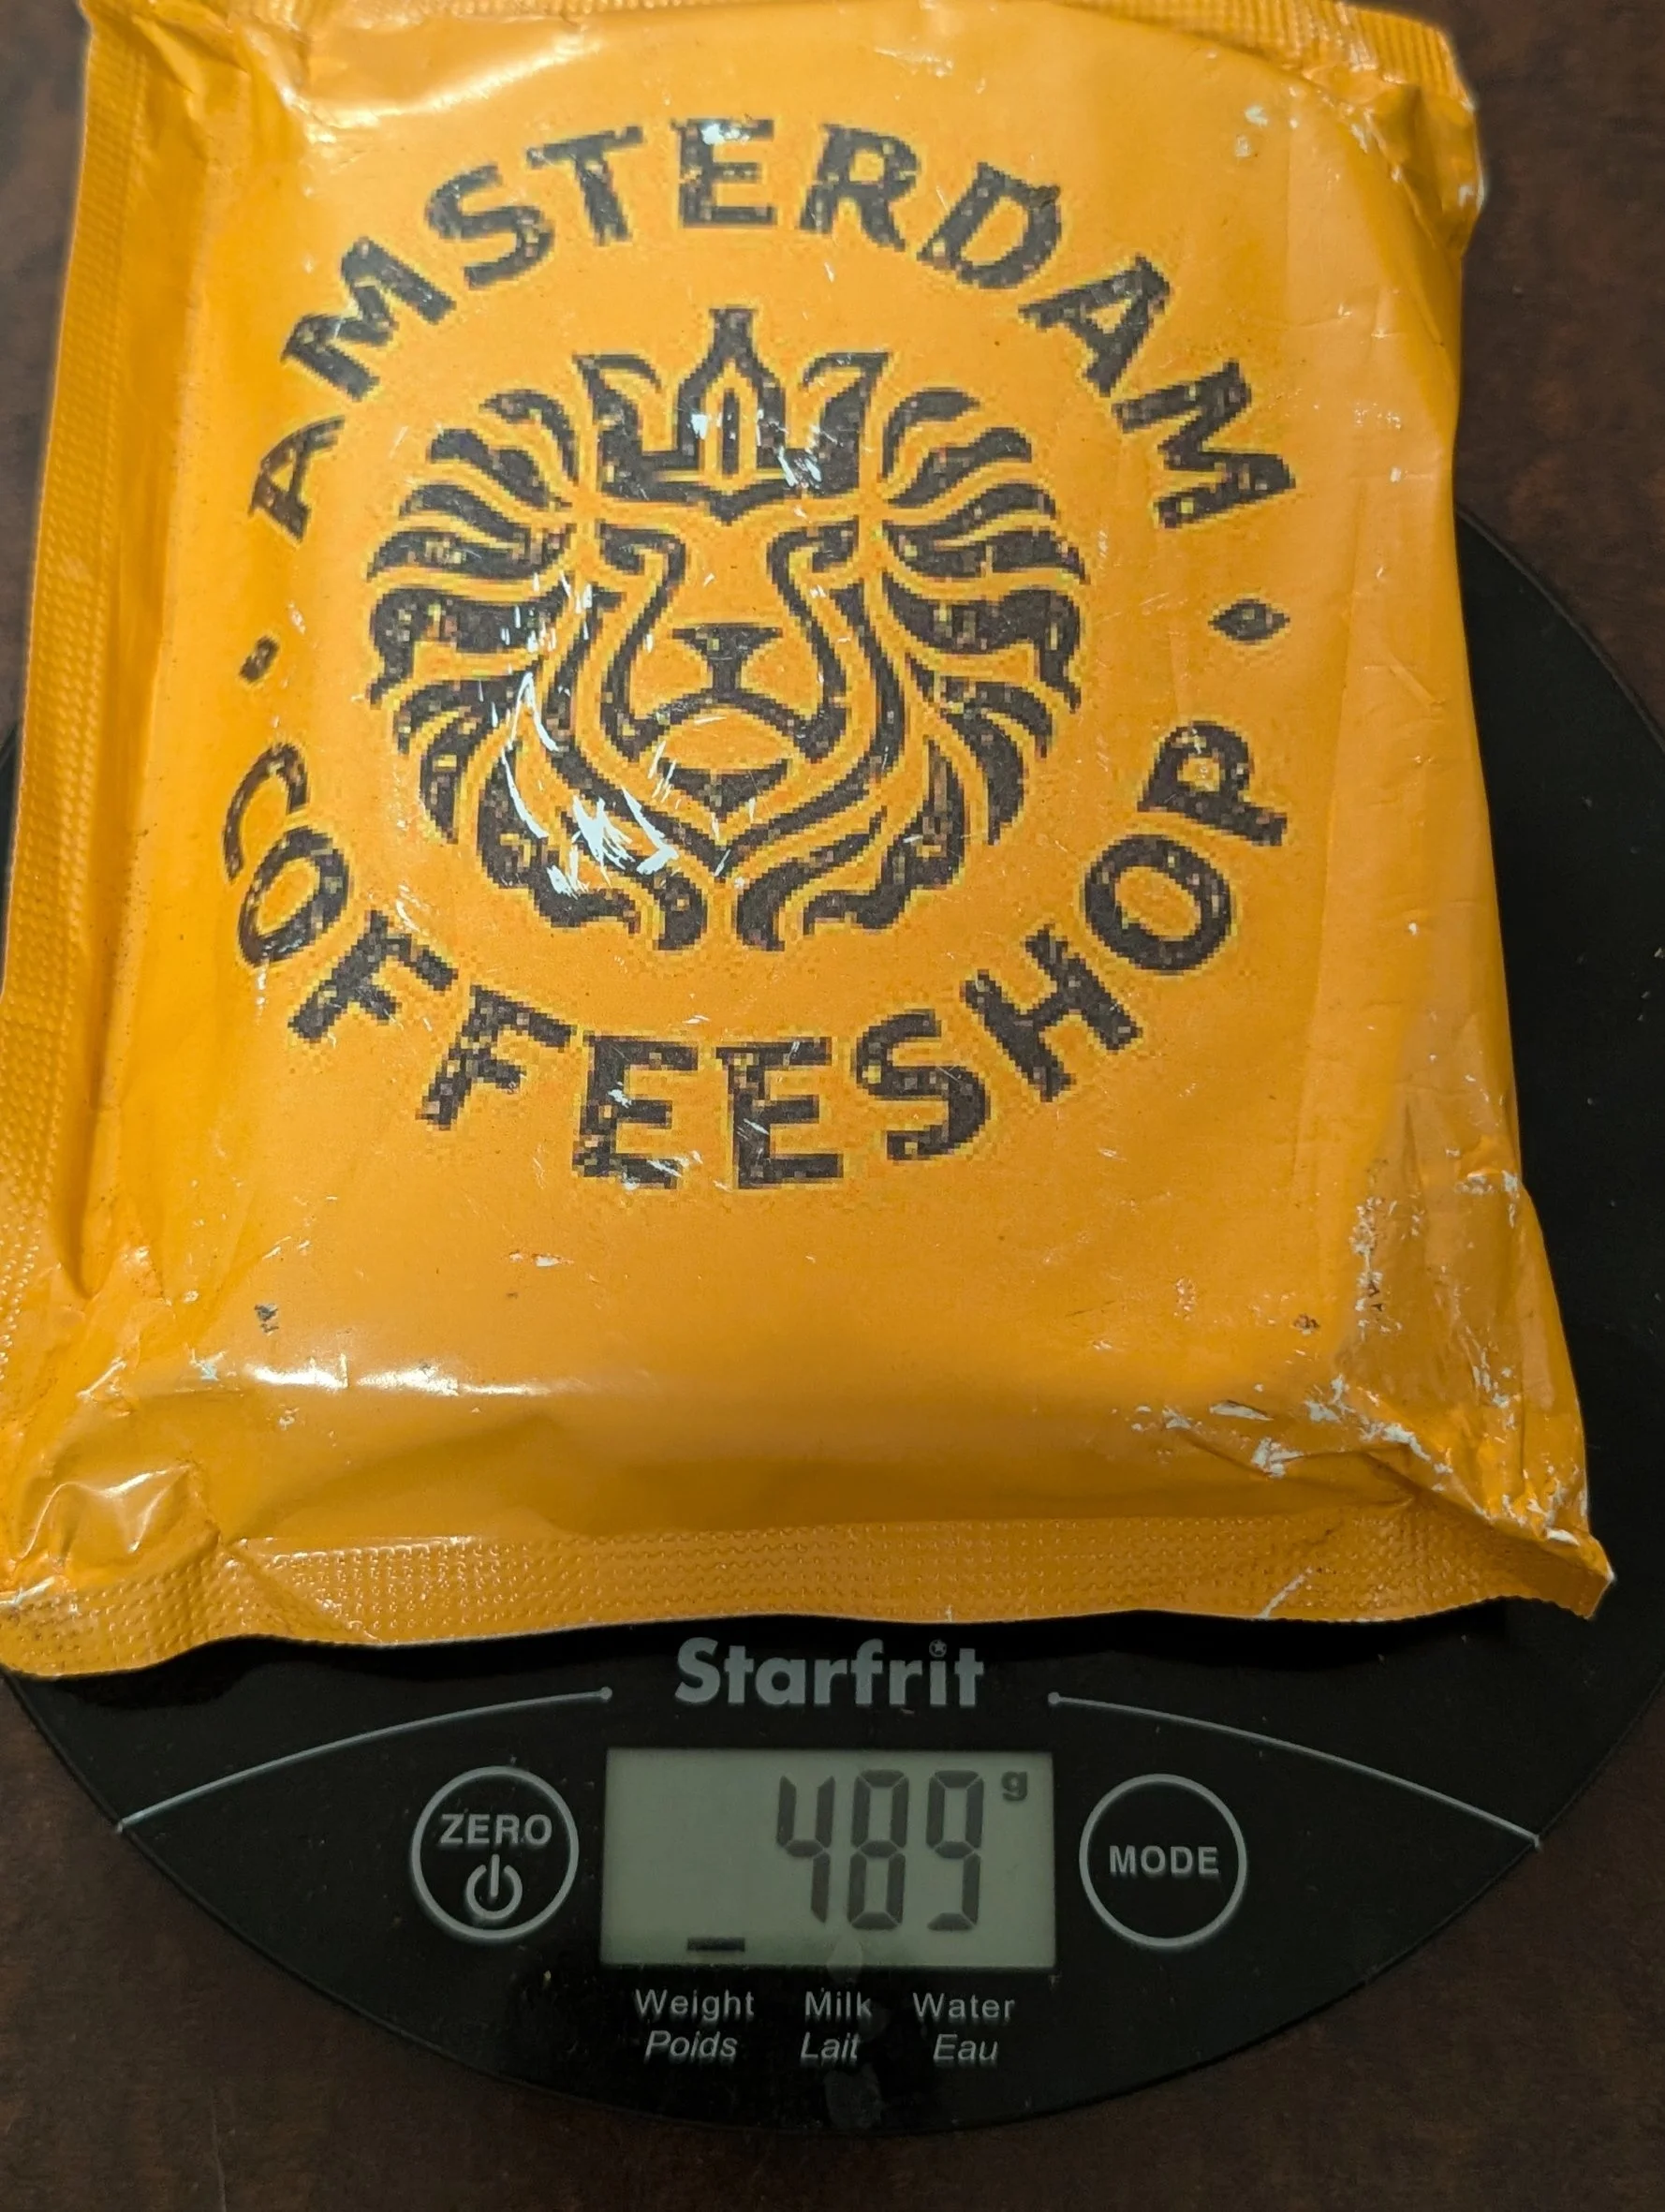 AMSTERDAM
COFFEESHOP
Starfrit
ZERO
489 g
MODE
Weight Milk Water
Poids Lait Eau